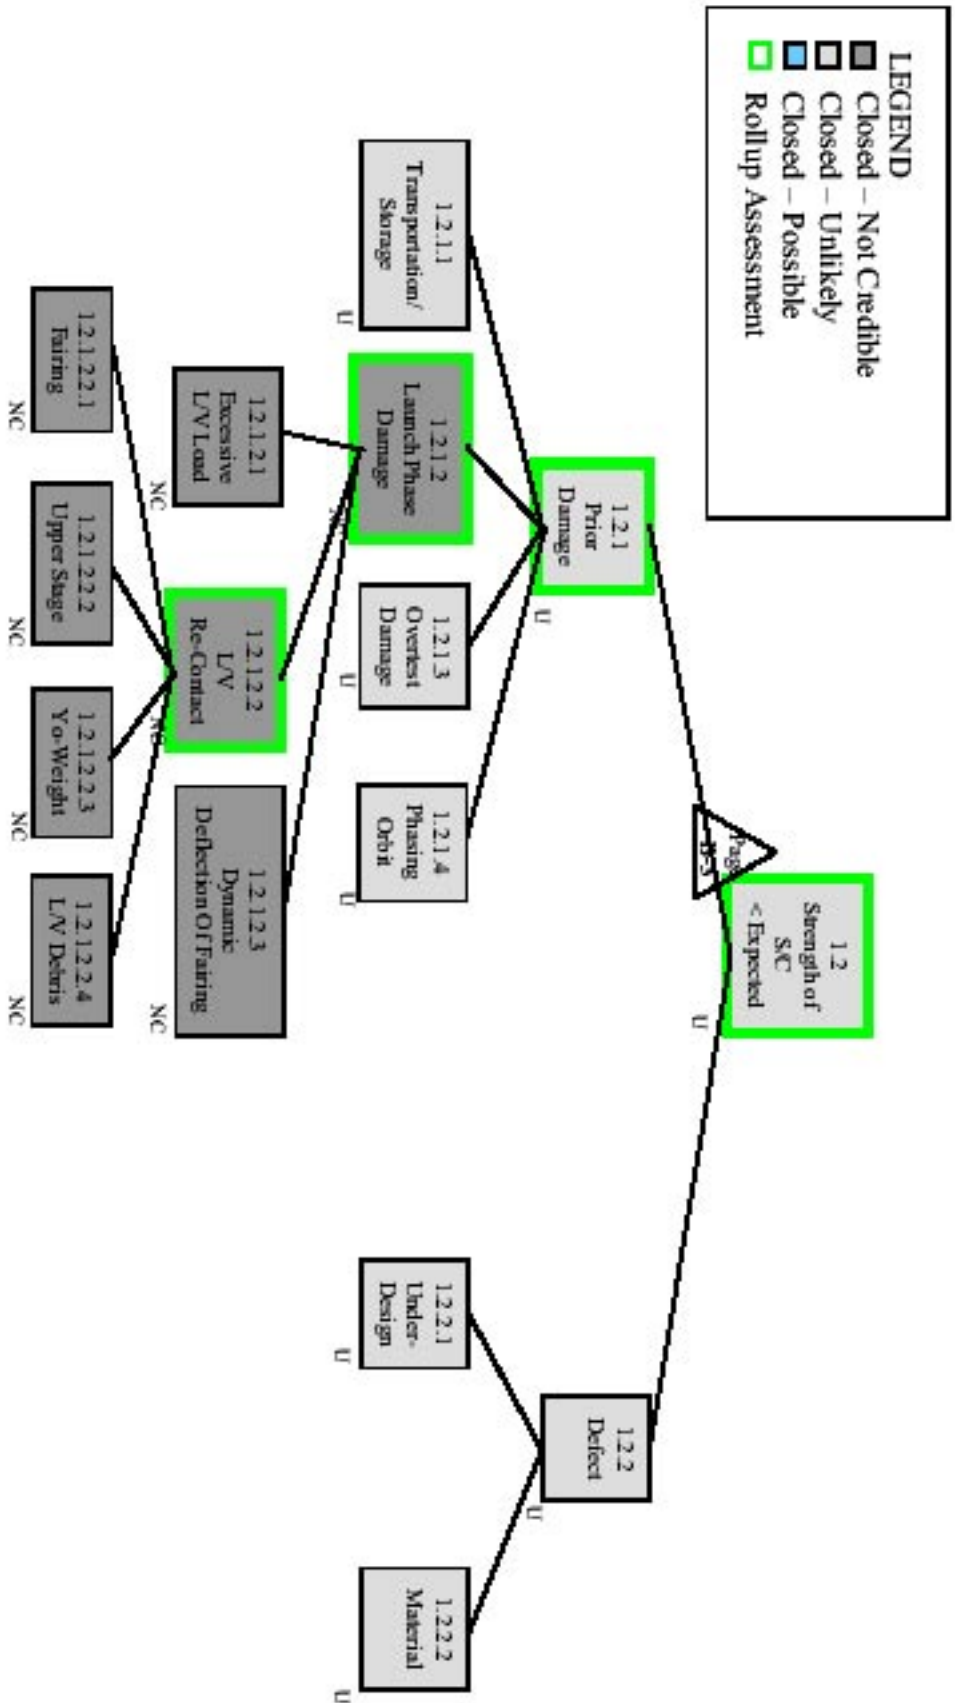 LEGEND
Closed – Not Credible
Closed – Unlikely
Closed – Possible
Rollup Assessment
1.2
Strength of
S/C
< Expected
U
Page
B-3
1.2.1
Prior
Damage
U
1.2.2
Defect
U
1.2.1.1
Transportation/
Storage
U
1.2.1.2
Launch Phase
Damage
NC
1.2.1.3
Overtest
Damage
U
1.2.1.4
Phasing
Orbit
U
1.2.2.1
Under-
Design
U
1.2.2.2
Material
U
1.2.1.2.1
Excessive
L/V Load
NC
1.2.1.2.2
L/V
Re-Contact
NC
1.2.1.2.3
Dynamic
Deflection Of Fairing
NC
1.2.1.2.2.1
Fairing
NC
1.2.1.2.2.2
Upper Stage
NC
1.2.1.2.2.3
Yo-Weight
NC
1.2.1.2.2.4
L/V Debris
NC